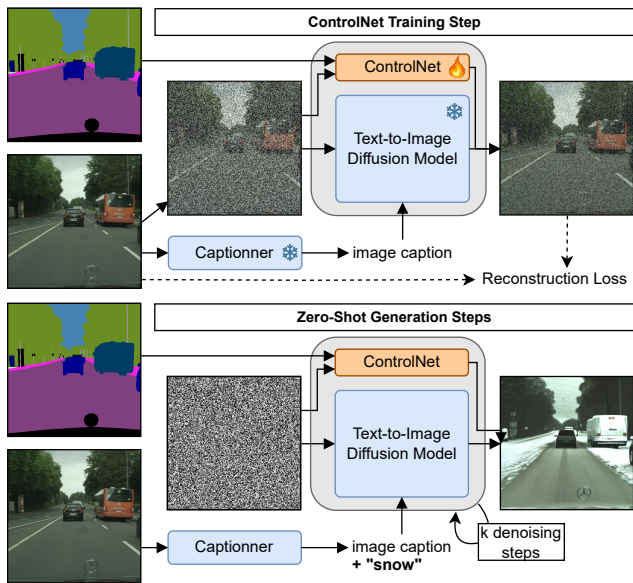 ControlNet Training Step
ControlNet
Text-to-Image
Diffusion Model
Captionner
image caption
Reconstruction Loss
Zero-Shot Generation Steps
ControlNet
Text-to-Image
Diffusion Model
Captionner
image caption
+ "snow"
k denoising
steps